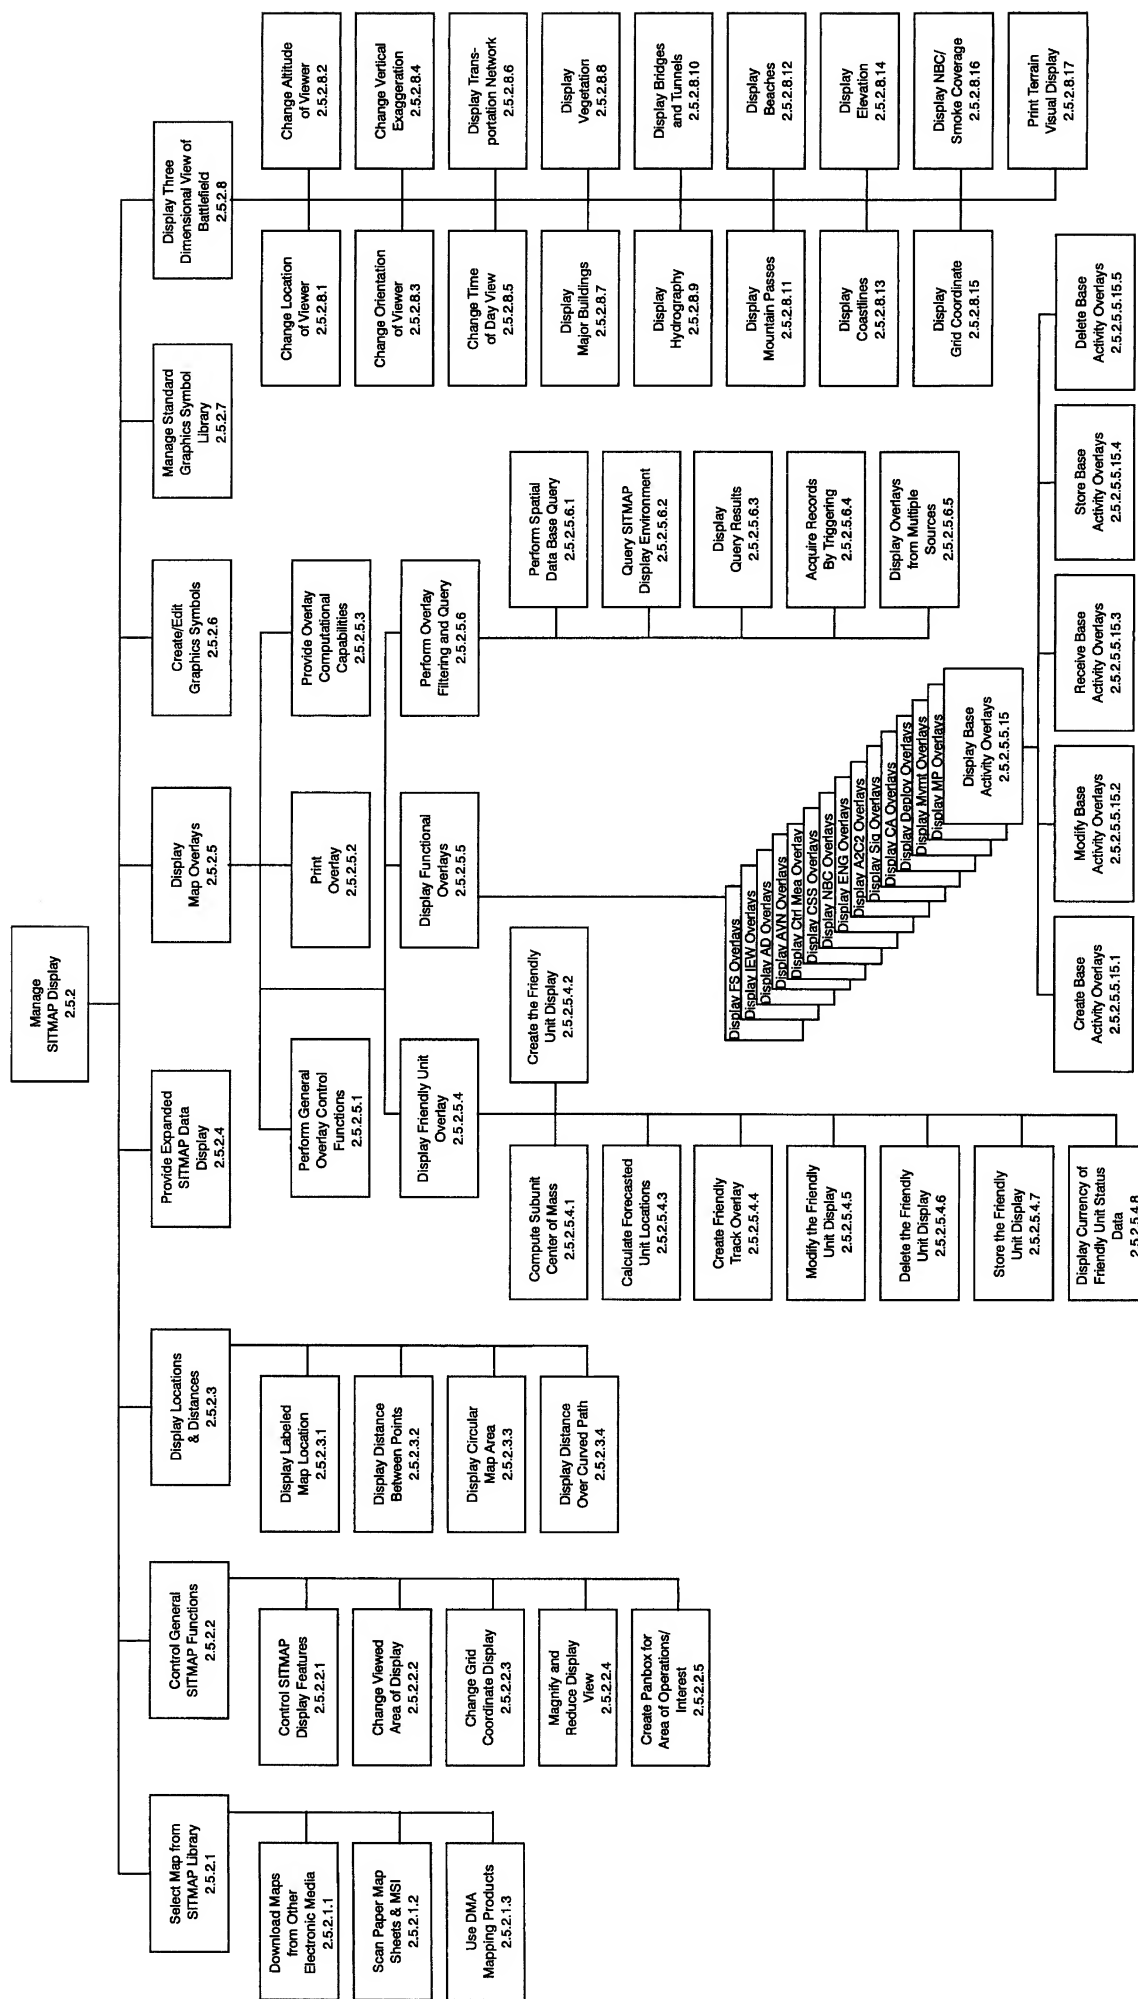 Manage
SITMAP Display
2.5.2
Select Map from
SITMAP Library
2.5.2.1
Download Maps
from Other
Electronic Media
2.5.2.1.1
Scan Paper Map
Sheets & MSI
2.5.2.1.2
Use DMA
Mapping Products
2.5.2.1.3
Control General
SITMAP Functions
2.5.2.2
Control SITMAP
Display Features
2.5.2.2.1
Change Viewed
Area of Display
2.5.2.2.2
Change Grid
Coordinate Display
2.5.2.2.3
Magnify and
Reduce Display
View
2.5.2.2.4
Create Panbox for
Area of Operations/
Interest
2.5.2.2.5
Display Locations
& Distances
2.5.2.3
Display Labeled
Map Location
2.5.2.3.1
Display Distance
Between Points
2.5.2.3.2
Display Circular
Map Area
2.5.2.3.3
Display Distance
Over Curved Path
2.5.2.3.4
Provide Expanded
SITMAP Data
Display
2.5.2.4
Display
Map Overlays
2.5.2.5
Perform General
Overlay Control
Functions
2.5.2.5.1
Print
Overlay
2.5.2.5.2
Provide Overlay
Computational
Capabilities
2.5.2.5.3
Display Friendly Unit
Overlay
2.5.2.5.4
Compute Subunit
Center of Mass
2.5.2.5.4.1
Create the Friendly
Unit Display
2.5.2.5.4.2
Calculate Forecasted
Unit Locations
2.5.2.5.4.3
Create Friendly
Track Overlay
2.5.2.5.4.4
Modify the Friendly
Unit Display
2.5.2.5.4.5
Delete the Friendly
Unit Display
2.5.2.5.4.6
Store the Friendly
Unit Display
2.5.2.5.4.7
Display Currency of
Friendly Unit Status
Data
2.5.2.5.4.8
Display Functional
Overlays
2.5.2.5.5
Display FS Overlays
Display IEW Overlays
Display AD Overlays
Display AVN Overlays
Display Ctrl Mea Overlay
Display CSS Overlays
Display NBC Overlays
Display ENG Overlays
Display A2C2 Overlays
Display Sig Overlays
Display CA Overlays
Display Deploy Overlays
Display Mvmt Overlays
Display MP Overlays
Display Base
Activity Overlays
2.5.2.5.5.15
Create Base
Activity Overlays
2.5.2.5.5.15.1
Modify Base
Activity Overlays
2.5.2.5.5.15.2
Receive Base
Activity Overlays
2.5.2.5.5.15.3
Store Base
Activity Overlays
2.5.2.5.5.15.4
Delete Base
Activity Overlays
2.5.2.5.5.15.5
Perform Overlay
Filtering and Query
2.5.2.5.6
Perform Spatial
Data Base Query
2.5.2.5.6.1
Query SITMAP
Display Environment
2.5.2.5.6.2
Display
Query Results
2.5.2.5.6.3
Acquire Records
By Triggering
2.5.2.5.6.4
Display Overlays
from Multiple
Sources
2.5.2.5.6.5
Create/Edit
Graphics Symbols
2.5.2.6
Manage Standard
Graphics Symbol
Library
2.5.2.7
Display Three
Dimensional View of
Battlefield
2.5.2.8
Change Location
of Viewer
2.5.2.8.1
Change Altitude
of Viewer
2.5.2.8.2
Change Orientation
of Viewer
2.5.2.8.3
Change Vertical
Exaggeration
2.5.2.8.4
Change Time
of Day View
2.5.2.8.5
Display Trans-
portation Network
2.5.2.8.6
Display
Major Buildings
2.5.2.8.7
Display
Vegetation
2.5.2.8.8
Display
Hydrography
2.5.2.8.9
Display Bridges
and Tunnels
2.5.2.8.10
Display
Mountain Passes
2.5.2.8.11
Display
Beaches
2.5.2.8.12
Display
Coastlines
2.5.2.8.13
Display
Elevation
2.5.2.8.14
Display
Grid Coordinate
2.5.2.8.15
Display NBC/
Smoke Coverage
2.5.2.8.16
Print Terrain
Visual Display
2.5.2.8.17